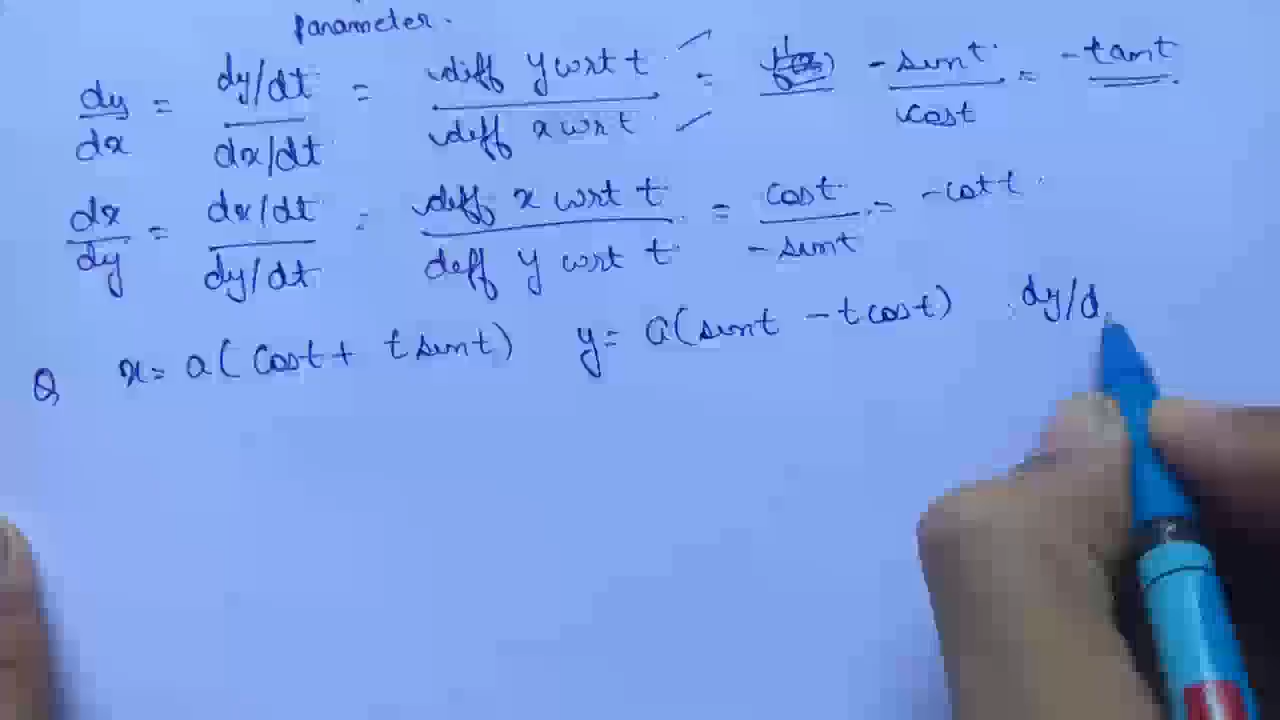 parameter.
dy/dx = dy/dt / dx/dt = diff y wrt t / diff x wrt = -sint / cost = -tant.
dx/dy = dx/dt / dy/dt = diff x wrt t / diff y wrt t = cost / -sint = -cott.
Q x = a(cost + tsint) y = a(sint - tcost) dy/d